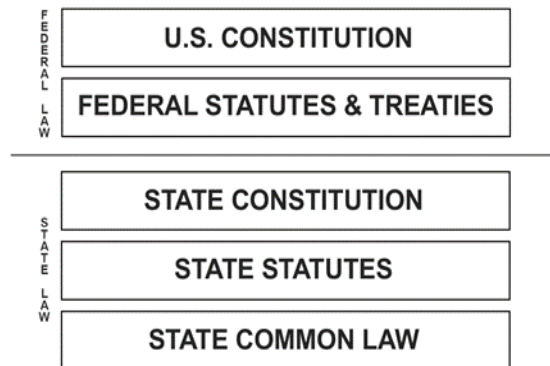 FEDERAL LAW
U.S. CONSTITUTION
FEDERAL STATUTES & TREATIES
STATE LAW
STATE CONSTITUTION
STATE STATUTES
STATE COMMON LAW